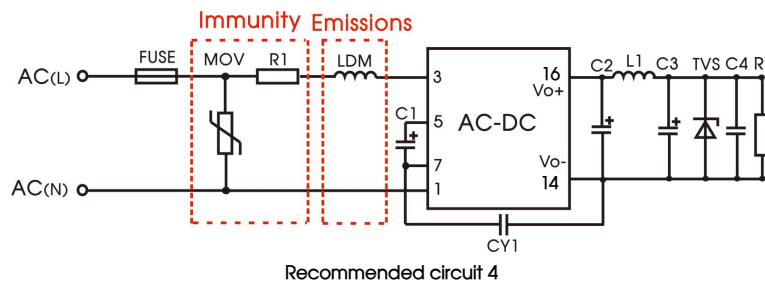 Immunity Emissions
FUSE MOV R1 LDM
AC(L)
3 16 C2 L1 C3 TVS C4 R
Vo+
C1 5 AC-DC
7 Vo-
AC(N) 1 14
CY1
Recommended circuit 4